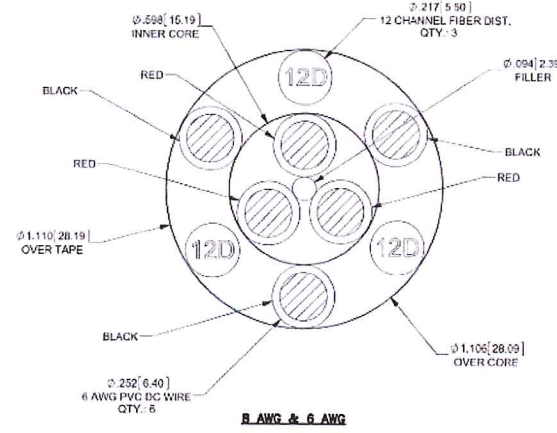 Ø.598[15.19]
INNER CORE
Ø.217[5.50]
12 CHANNEL FIBER DIST.
QTY.: 3
Ø.094[2.39
FILLER
12D
RED
BLACK
BLACK
RED
RED
Ø1.110[28.19]
OVER TAPE
12D
12D
BLACK
Ø1.106[28.09]
OVER CORE
Ø.252[6.40]
6 AWG PVC DC WIRE
QTY.: 6
8 AWG & 6 AWG